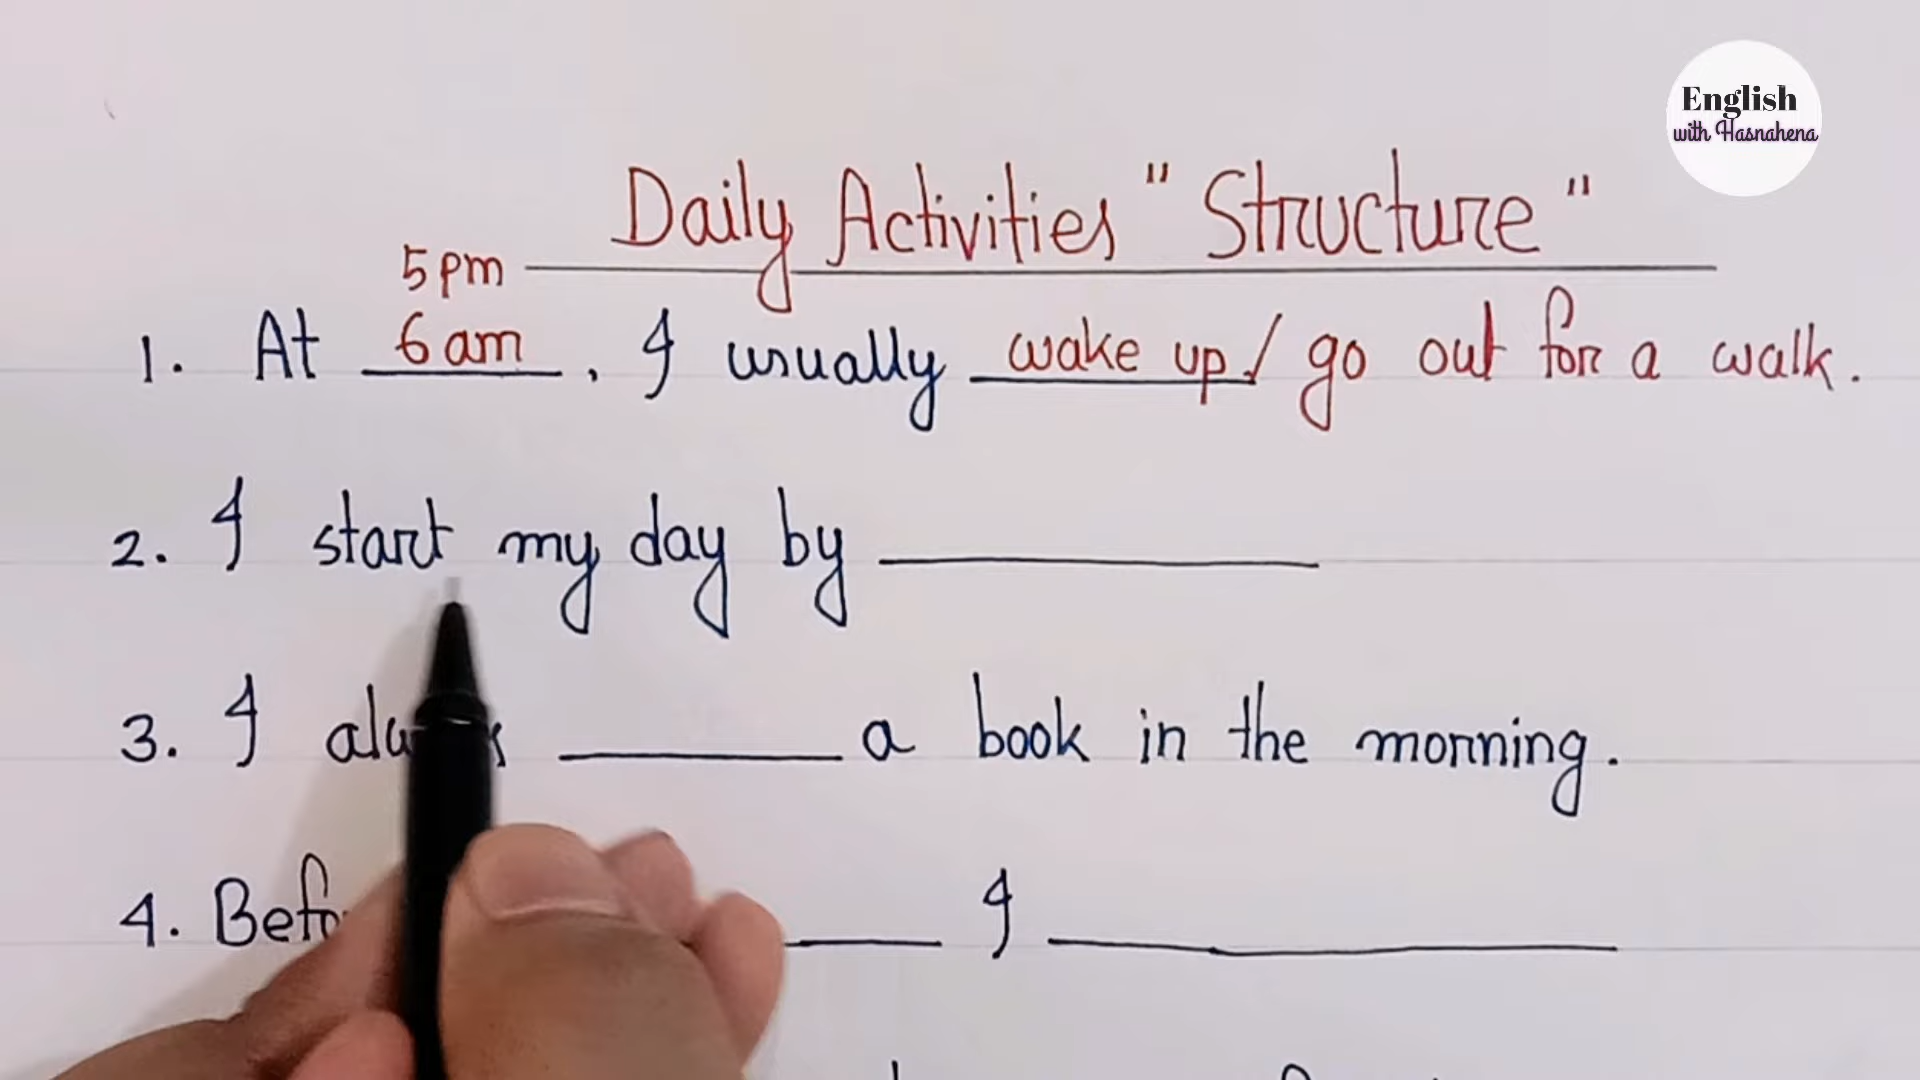 English
with Hasnahena
Daily Activities "Structure"
5pm
1. At 6am, I usually wake up/ go out for a walk.
2. I start my day by
3. I a book in the morning.
4. I